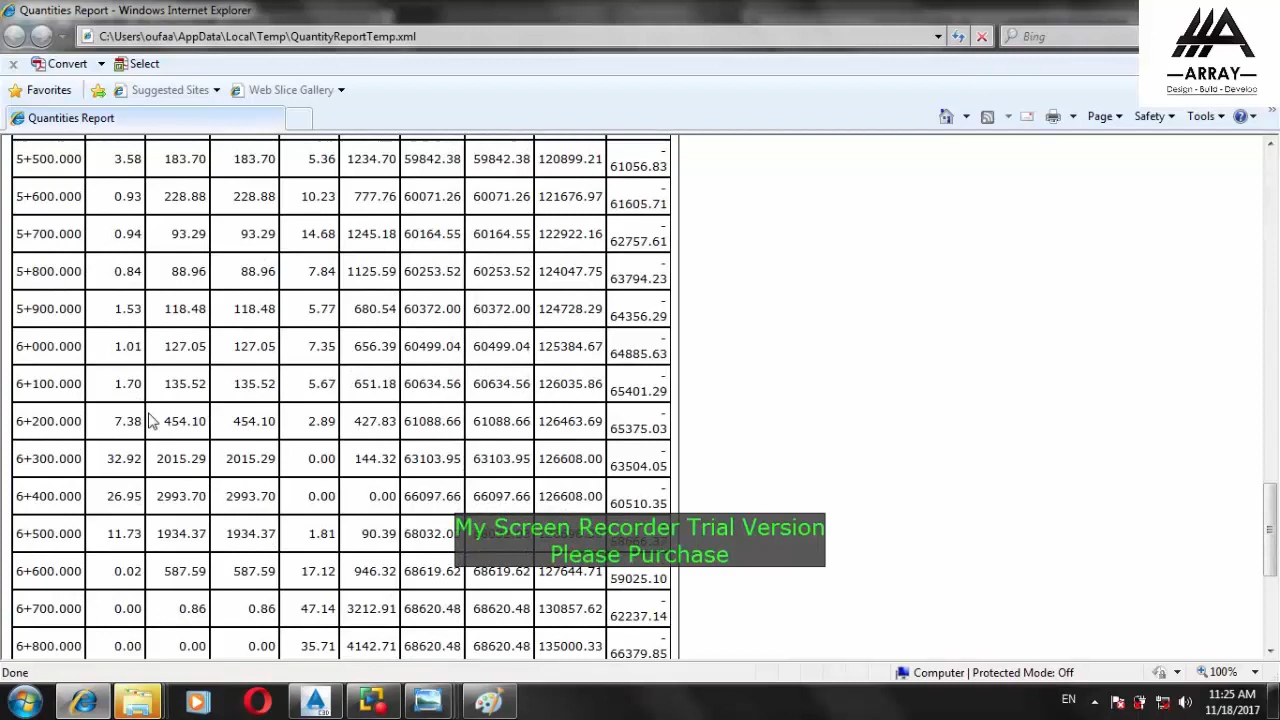 Quantities Report - Windows Internet Explorer
C:\Users\oufaa\AppData\Local\Temp\QuantityReportTemp.xml
Bing
ARRAY
Design - Build - Develop
Convert
Select
Favorites
Suggested Sites
Web Slice Gallery
Quantities Report
Page
Safety
Tools
5+500.000 3.58 183.70 183.70 5.36 1234.70 59842.38 59842.38 120899.21 -61056.83
5+600.000 0.93 228.88 228.88 10.23 777.76 60071.26 60071.26 121676.97 -61605.71
5+700.000 0.94 93.29 93.29 14.68 1245.18 60164.55 60164.55 122922.16 -62757.61
5+800.000 0.84 88.96 88.96 7.84 1125.59 60253.52 60253.52 124047.75 -63794.23
5+900.000 1.53 118.48 118.48 5.77 680.54 60372.00 60372.00 124728.29 -64356.29
6+000.000 1.01 127.05 127.05 7.35 656.39 60499.04 60499.04 125384.67 -64885.63
6+100.000 1.70 135.52 135.52 5.67 651.18 60634.56 60634.56 126035.86 -65401.29
6+200.000 7.38 454.10 454.10 2.89 427.83 61088.66 61088.66 126463.69 -65375.03
6+300.000 32.92 2015.29 2015.29 0.00 144.32 63103.95 63103.95 126608.00 -63504.05
6+400.000 26.95 2993.70 2993.70 0.00 0.00 66097.66 66097.66 126608.00 -60510.35
6+500.000 11.73 1934.37 1934.37 1.81 90.39
My Screen Recorder Trial Version
Please Purchase
6+600.000 0.02 587.59 587.59 17.12 946.32 68619.62 68619.62 127644.71 -59025.10
6+700.000 0.00 0.86 0.86 47.14 3212.91 68620.48 68620.48 130857.62 -62237.14
6+800.000 0.00 0.00 0.00 35.71 4142.71 68620.48 68620.48 135000.33 -66379.85
Done
Computer | Protected Mode: Off
100%
EN
11:25 AM
11/18/2017